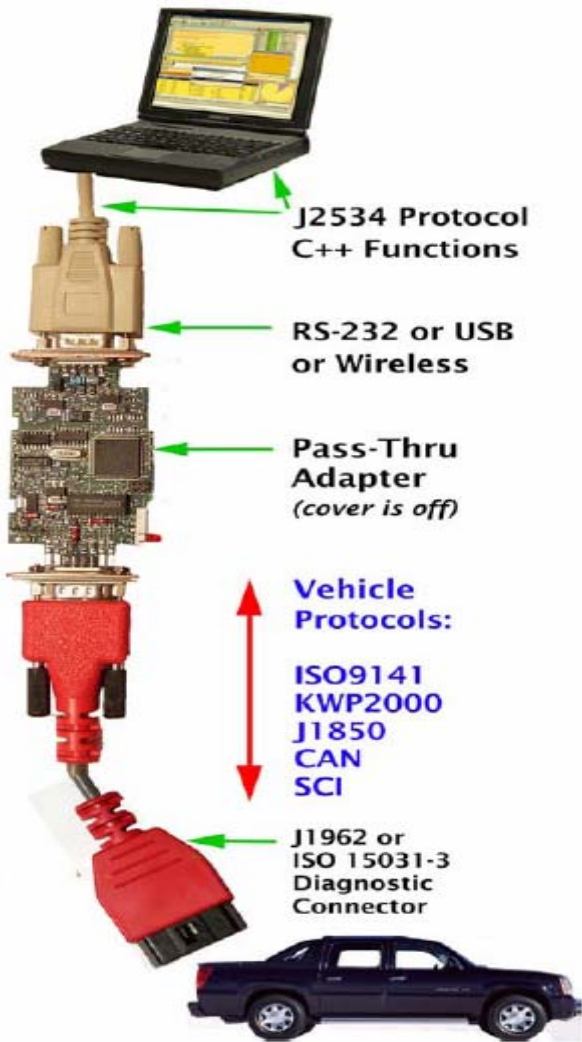 J2534 Protocol
C++ Functions
RS-232 or USB
or Wireless
Pass-Thru
Adapter
(cover is off)
Vehicle
Protocols:
ISO9141
KWP2000
J1850
CAN
SCI
J1962 or
ISO 15031-3
Diagnostic
Connector